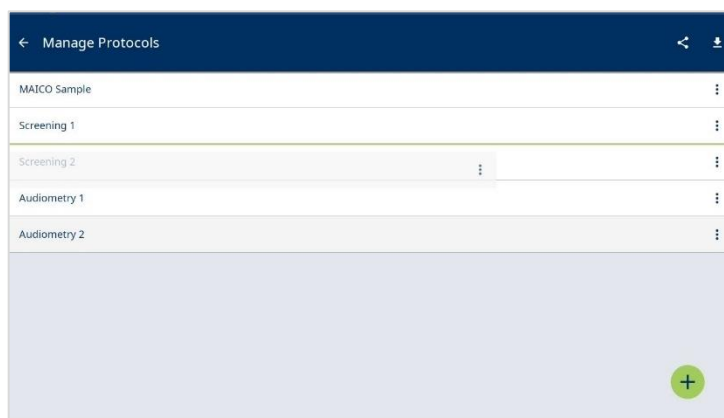 Manage Protocols
MAICO Sample
Screening 1
Screening 2
Audiometry 1
Audiometry 2